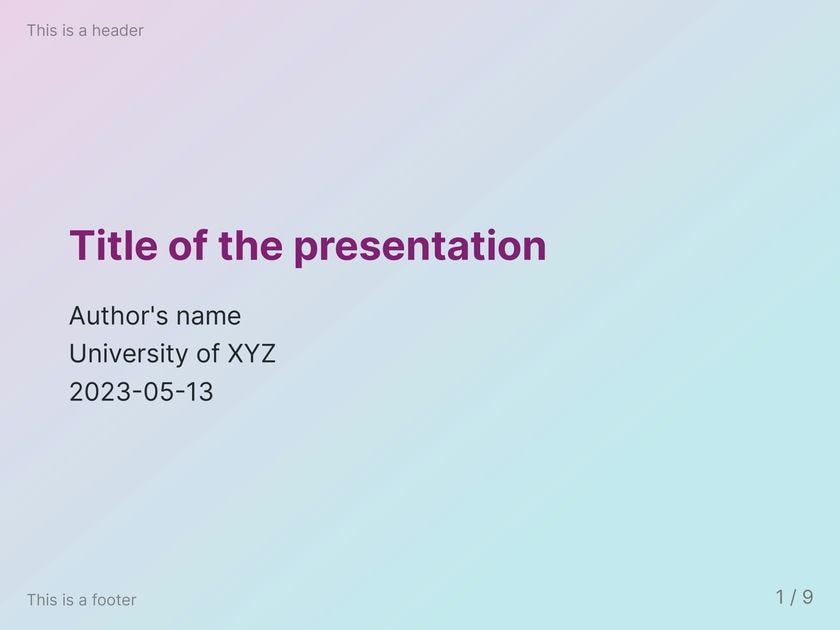 This is a header
Title of the presentation
Author's name
University of XYZ
2023-05-13
This is a footer
1 / 9